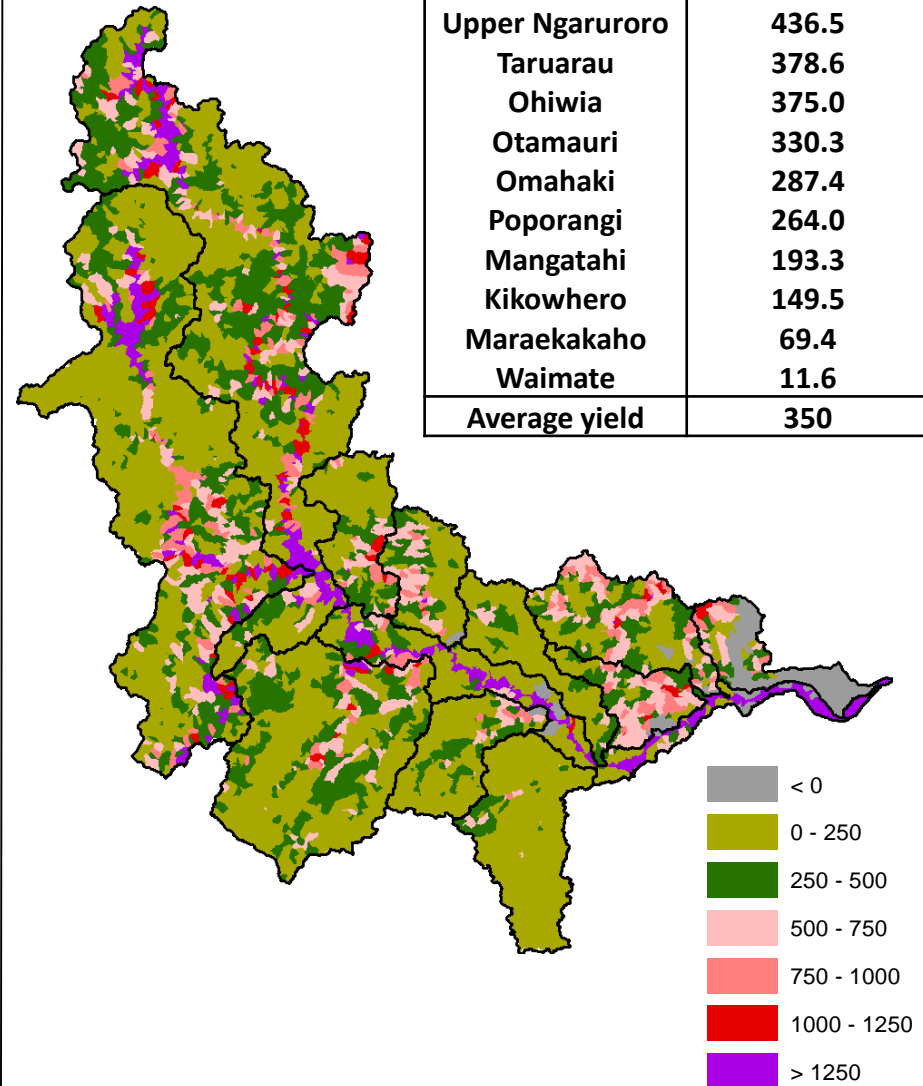 Upper Ngaruroro 436.5
Taruarau 378.6
Ohiwia 375.0
Otamauri 330.3
Omahaki 287.4
Poporangi 264.0
Mangatahi 193.3
Kikowhero 149.5
Maraekakaho 69.4
Waimate 11.6
Average yield 350
< 0
0 - 250
250 - 500
500 - 750
750 - 1000
1000 - 1250
> 1250